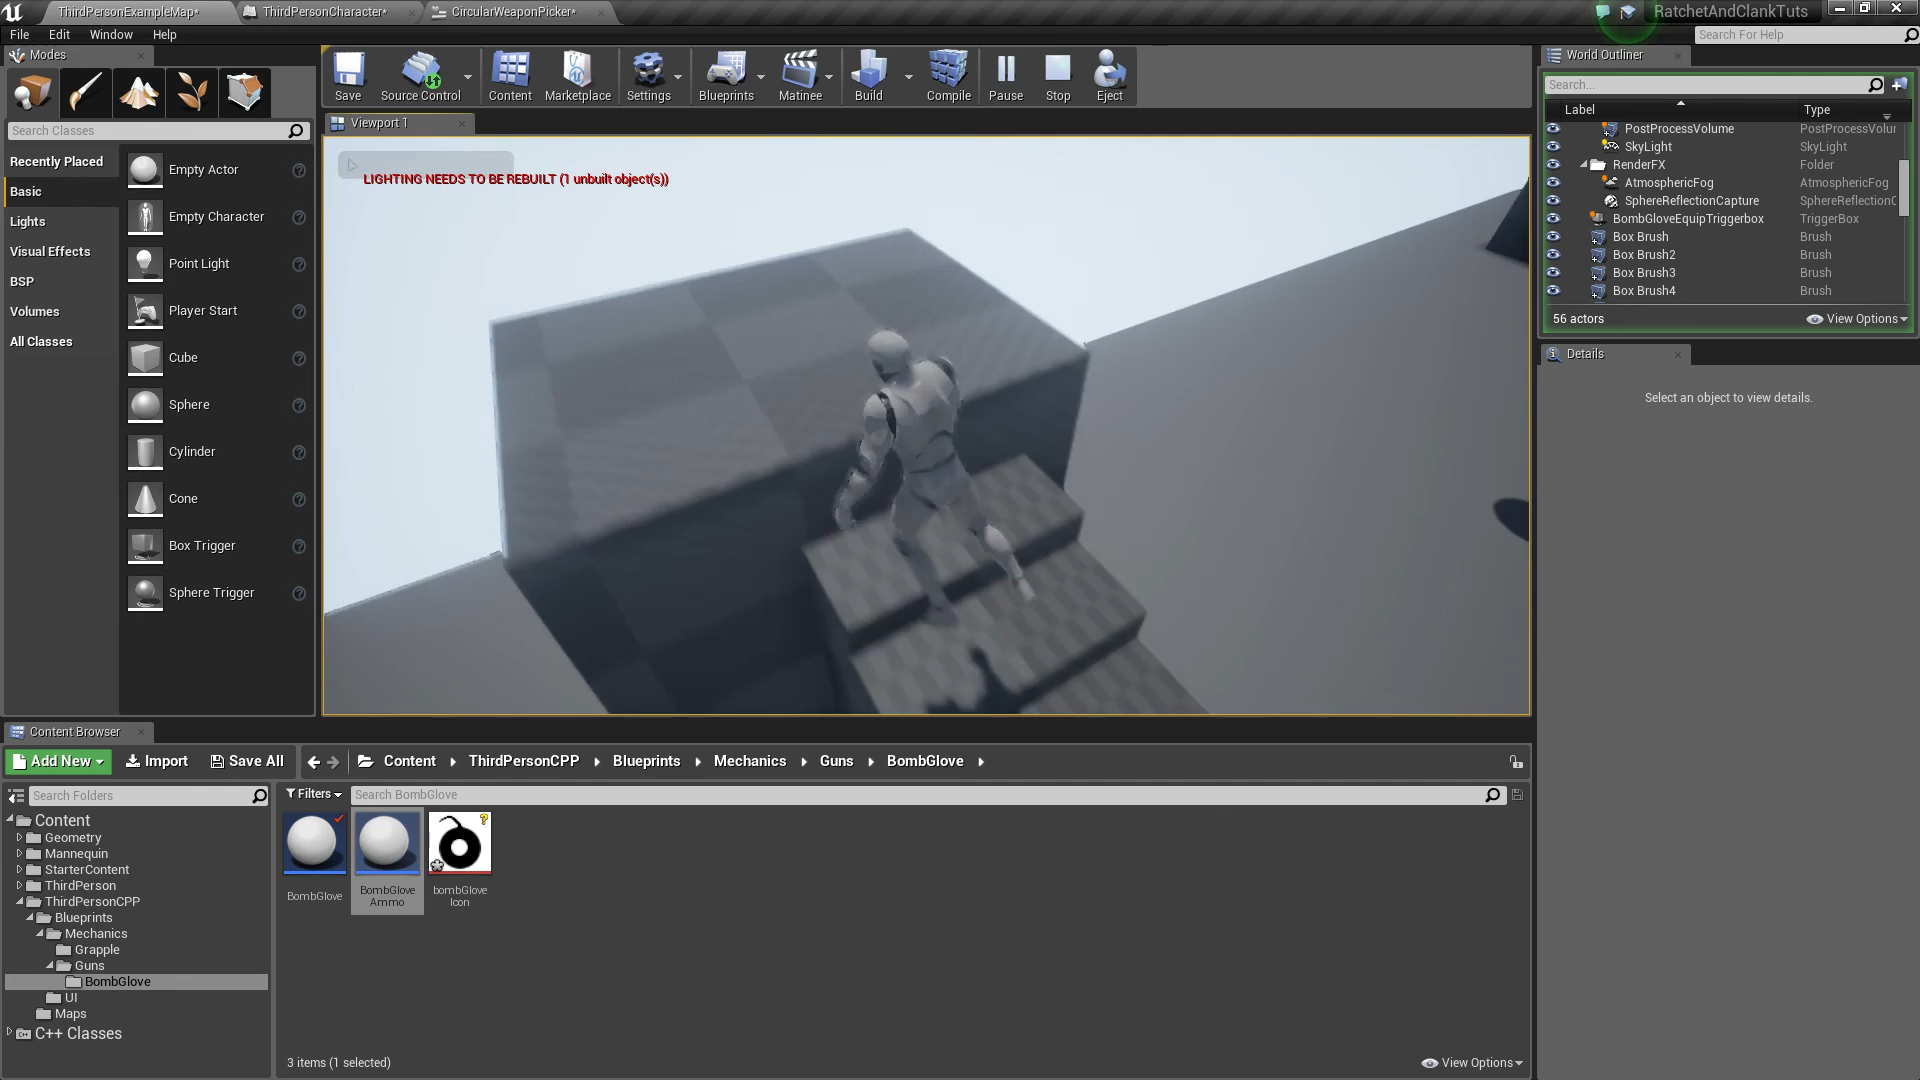 ThirdPersonExampleMap*
ThirdPersonCharacter*
CircularWeaponPicker*
RatchetAndClankTuts
File Edit Window Help
Search For Help
Modes
Search Classes
Recently Placed
Basic
Lights
Visual Effects
BSP
Volumes
All Classes
Empty Actor
Empty Character
Point Light
Player Start
Cube
Sphere
Cylinder
Cone
Box Trigger
Sphere Trigger
Save
Source Control
Content
Marketplace
Settings
Blueprints
Matinee
Build
Compile
Pause
Stop
Eject
Viewport 1
LIGHTING NEEDS TO BE REBUILT (1 unbuilt object(s))
World Outliner
Search...
Label Type
PostProcessVolume PostProcessVolur
SkyLight SkyLight
RenderFX Folder
AtmosphericFog AtmosphericFog
SphereReflectionCapture SphereReflectionC
BombGloveEquipTriggerbox TriggerBox
Box Brush Brush
Box Brush2 Brush
Box Brush3 Brush
Box Brush4 Brush
56 actors
View Options
Details
Select an object to view details.
Content Browser
Add New
Import
Save All
Content ThirdPersonCPP Blueprints Mechanics Guns BombGlove
Search Folders
Content
Geometry
Mannequin
StarterContent
ThirdPerson
ThirdPersonCPP
Blueprints
Mechanics
Grapple
Guns
BombGlove
UI
Maps
C++ Classes
Filters
Search BombGlove
BombGlove
BombGlove
Ammo
bombGlove
Icon
3 items (1 selected)
View Options